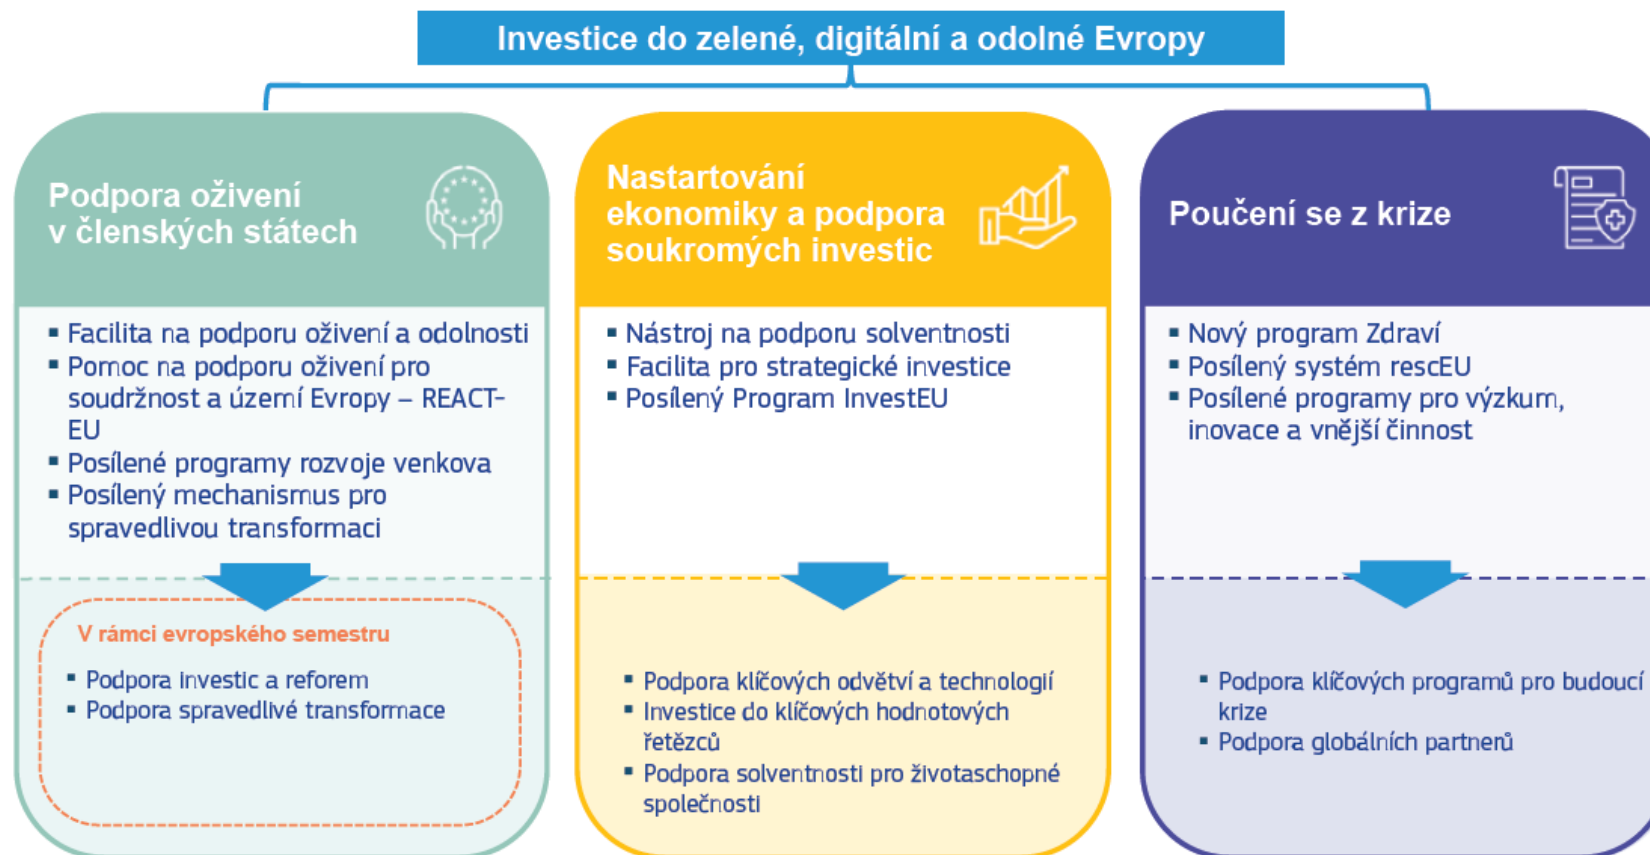 Investice do zelené, digitální a odolné Evropy
Podpora oživení
v členských státech
▪ Facilita na podporu oživení a odolnosti
▪ Pomoc na podporu oživení pro
soudržnost a území Evropy – REACT-
EU
▪ Posílené programy rozvoje venkova
▪ Posílený mechanismus pro
spravedlivou transformaci
V rámci evropského semestru
▪ Podpora investic a reforem
▪ Podpora spravedlivé transformace
Nastartování
ekonomiky a podpora
soukromých investic
▪ Nástroj na podporu solventnosti
▪ Facilita pro strategické investice
▪ Posílený Program InvestEU
▪ Podpora klíčových odvětví a technologií
▪ Investice do klíčových hodnotových
řetězců
▪ Podpora solventnosti pro životaschopné
společnosti
Poučení se z krize
▪ Nový program Zdraví
▪ Posílený systém rescEU
▪ Posílené programy pro výzkum,
inovace a vnější činnost
▪ Podpora klíčových programů pro budoucí
krize
▪ Podpora globálních partnerů